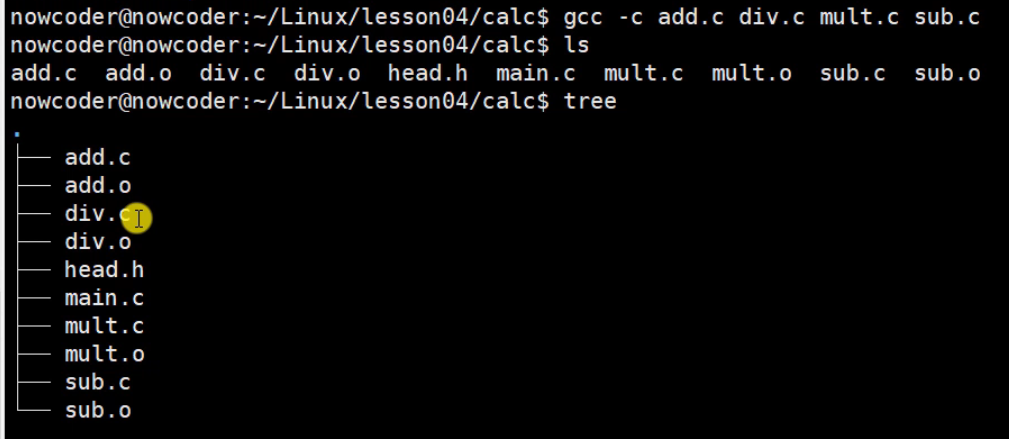 nowcoder@nowcoder:~/Linux/lesson04/calc$ gcc -c add.c div.c mult.c sub.c
nowcoder@nowcoder:~/Linux/lesson04/calc$ ls
add.c  add.o  div.c  div.o  head.h  main.c  mult.c  mult.o  sub.c  sub.o
nowcoder@nowcoder:~/Linux/lesson04/calc$ tree
.
├── add.c
├── add.o
├── div.c
├── div.o
├── head.h
├── main.c
├── mult.c
├── mult.o
├── sub.c
└── sub.o